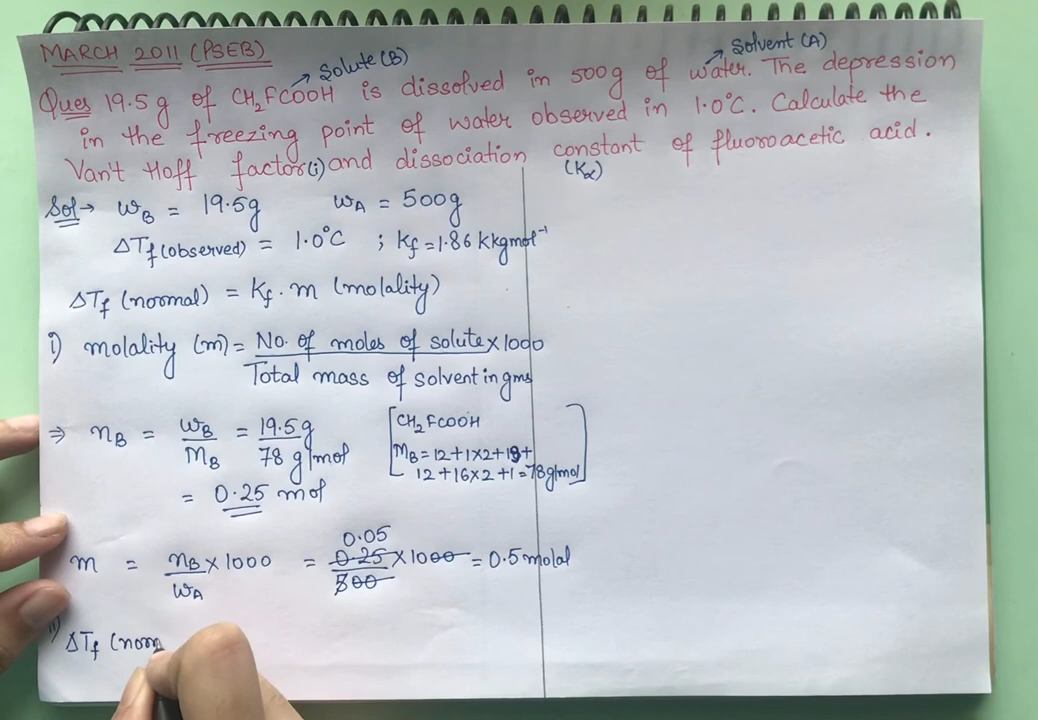 MARCH 2011 (PSEB)
→ Solute (B)
→ Solvent (A)
Ques 19.5 g of CH₂FCOOH is dissolved in 500g of water. The depression
in the freezing point of water observed in 1.0°C. Calculate the
Van't Hoff factor(i) and dissociation constant of fluoroacetic acid.
(K∝)
Sol→ WB = 19.5g WA = 500g
ΔTf (observed) = 1.0°C ; Kf = 1.86 K kg mol⁻¹
ΔTf (normal) = Kf . m (molality)
i) molality (m) = No. of moles of solute × 1000
Total mass of solvent in gms
⇒ nB = WB/MB = 19.5g/78 g/mol
[CH₂FCOOH
MB = 12+1×2+19+
12+16×2+1=78g/mol]
= 0.25 mol
0.05
m = nB/WA × 1000 = 0.25/500 × 1000 = 0.5 molal
ii) ΔTf (nom